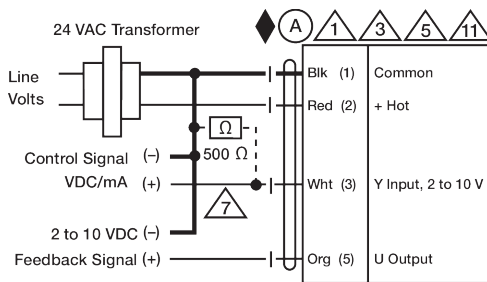 24 VAC Transformer
A 1 3 5 11
Line
Volts
Blk (1) Common
Red (2) + Hot
Ω
500 Ω
Control Signal (-)
VDC/mA (+)
Wht (3) Y Input, 2 to 10 V
7
2 to 10 VDC (-)
Feedback Signal (+)
Org (5) U Output